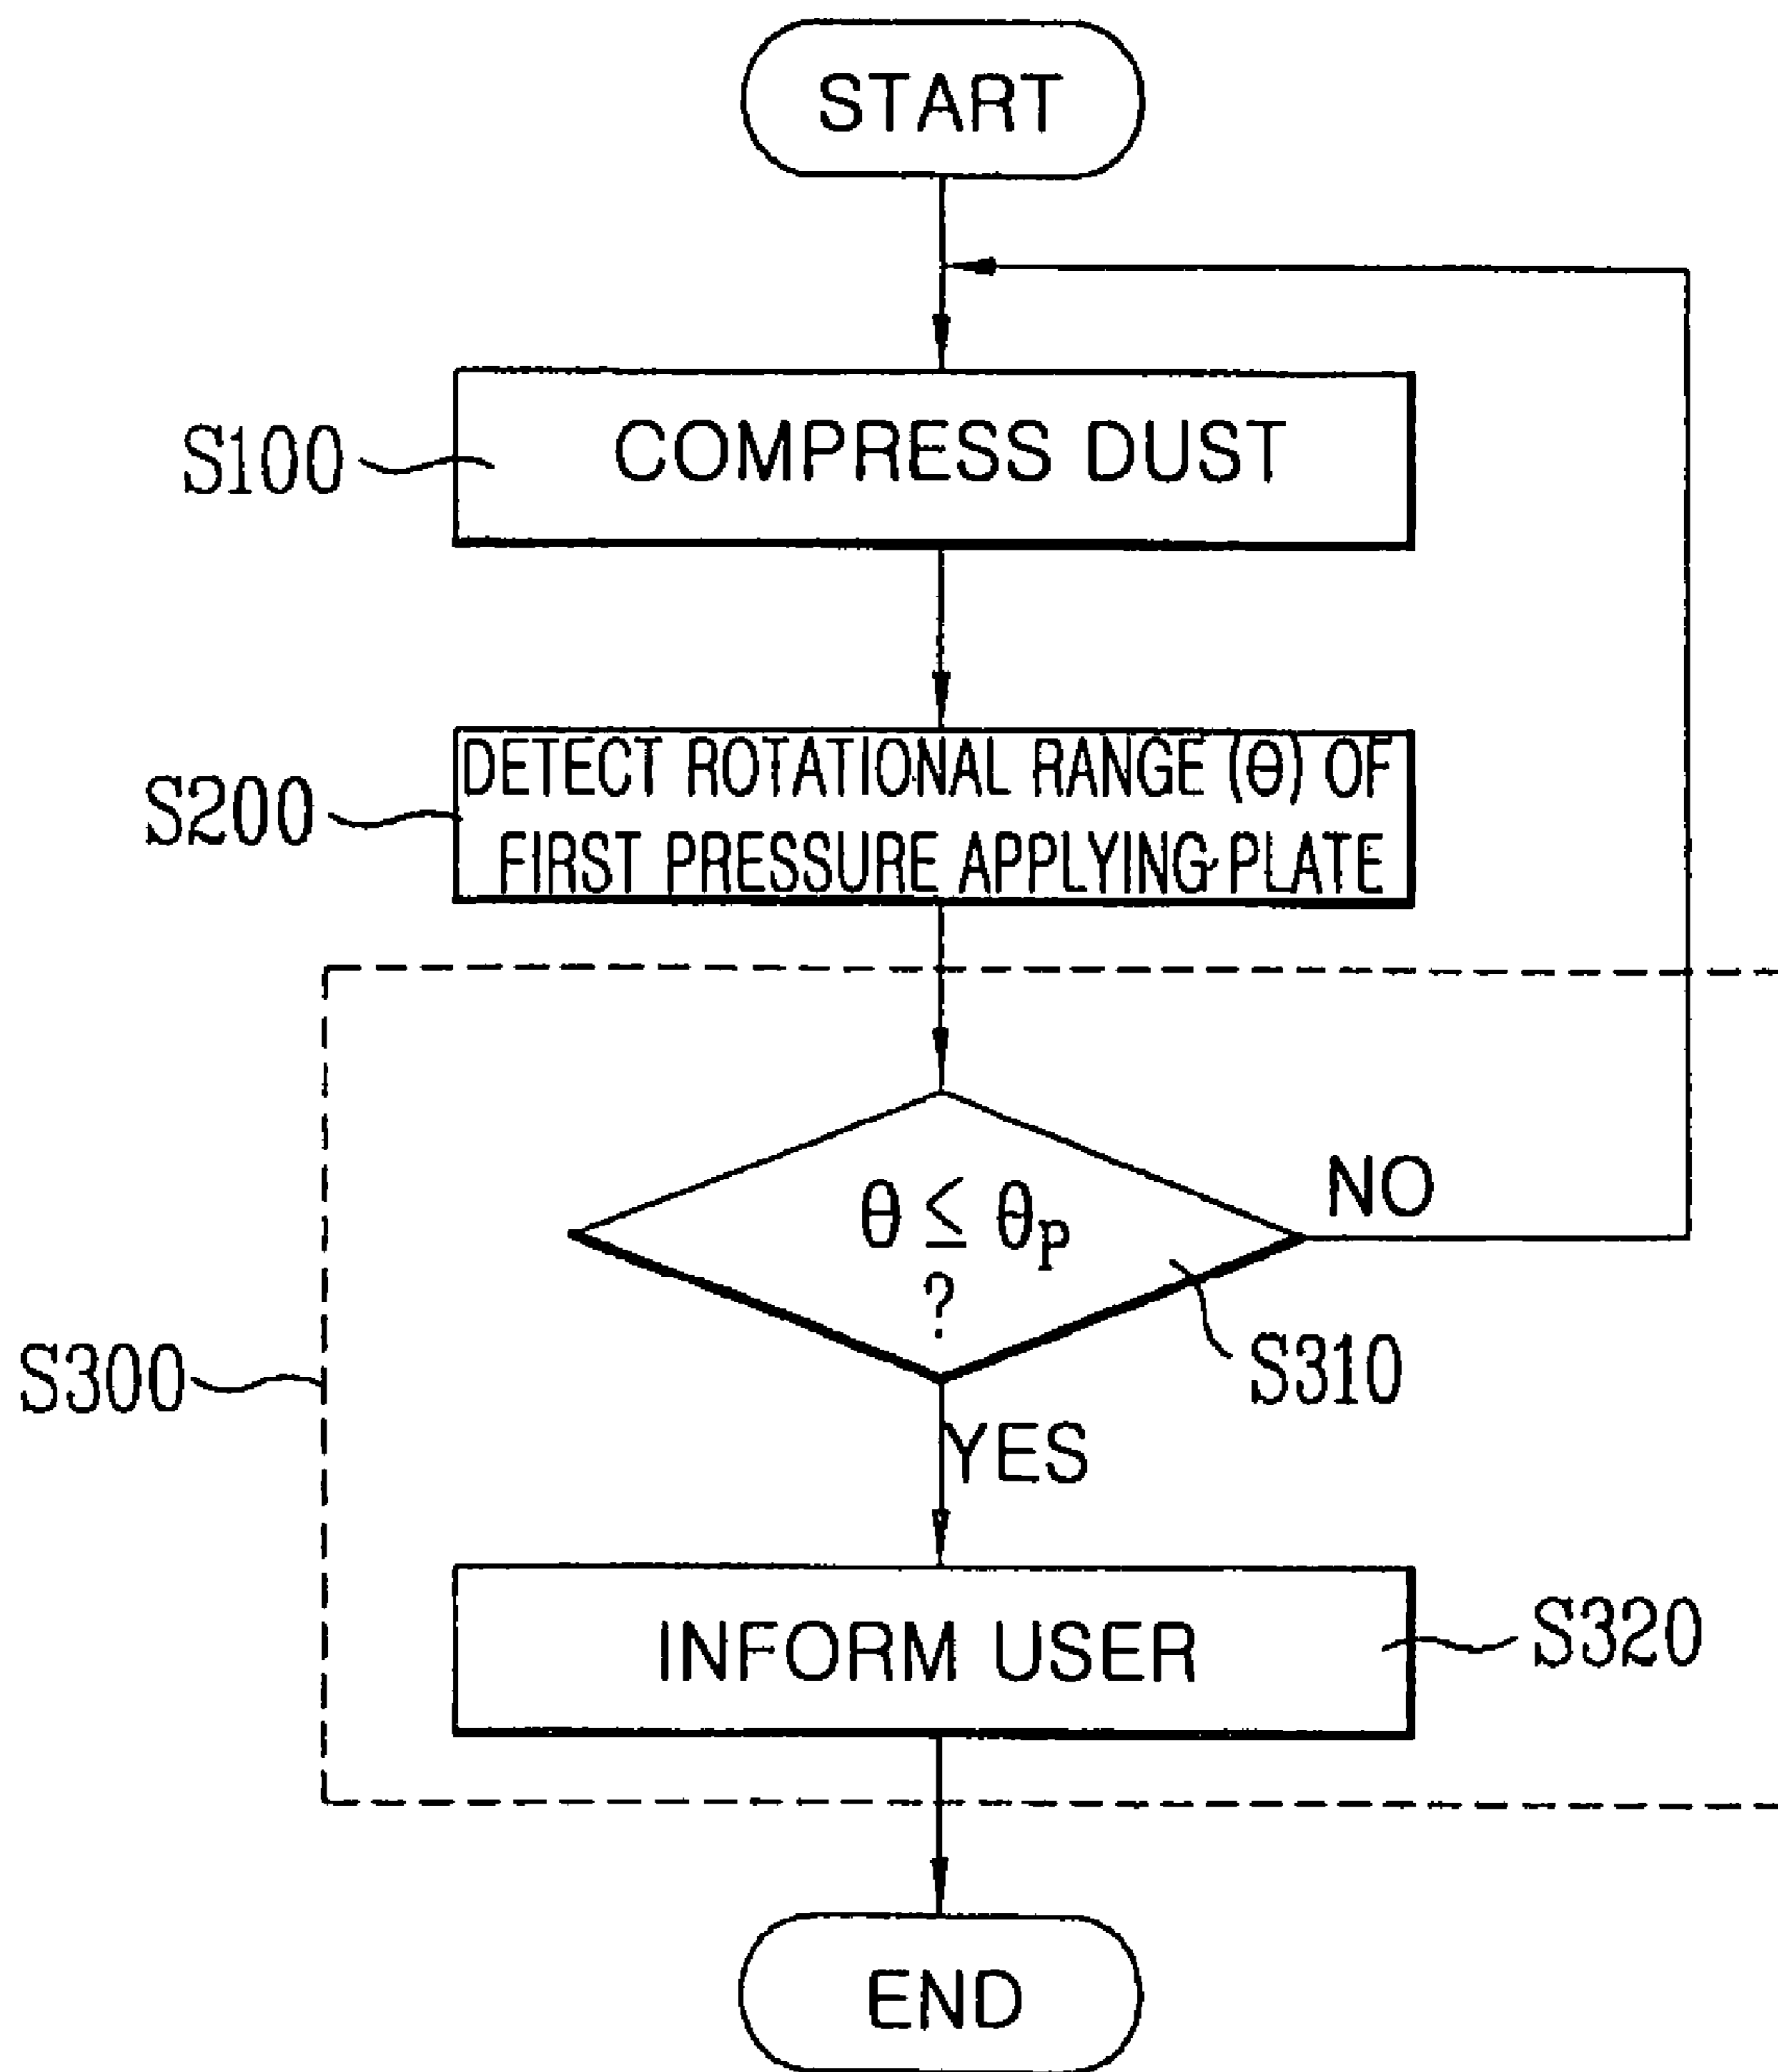 START
S100
COMPRESS DUST
S200
DETECT ROTATIONAL RANGE (θ) OF
FIRST PRESSURE APPLYING PLATE
θ ≤ θP
?
NO
S310
S300
YES
INFORM USER
S320
END